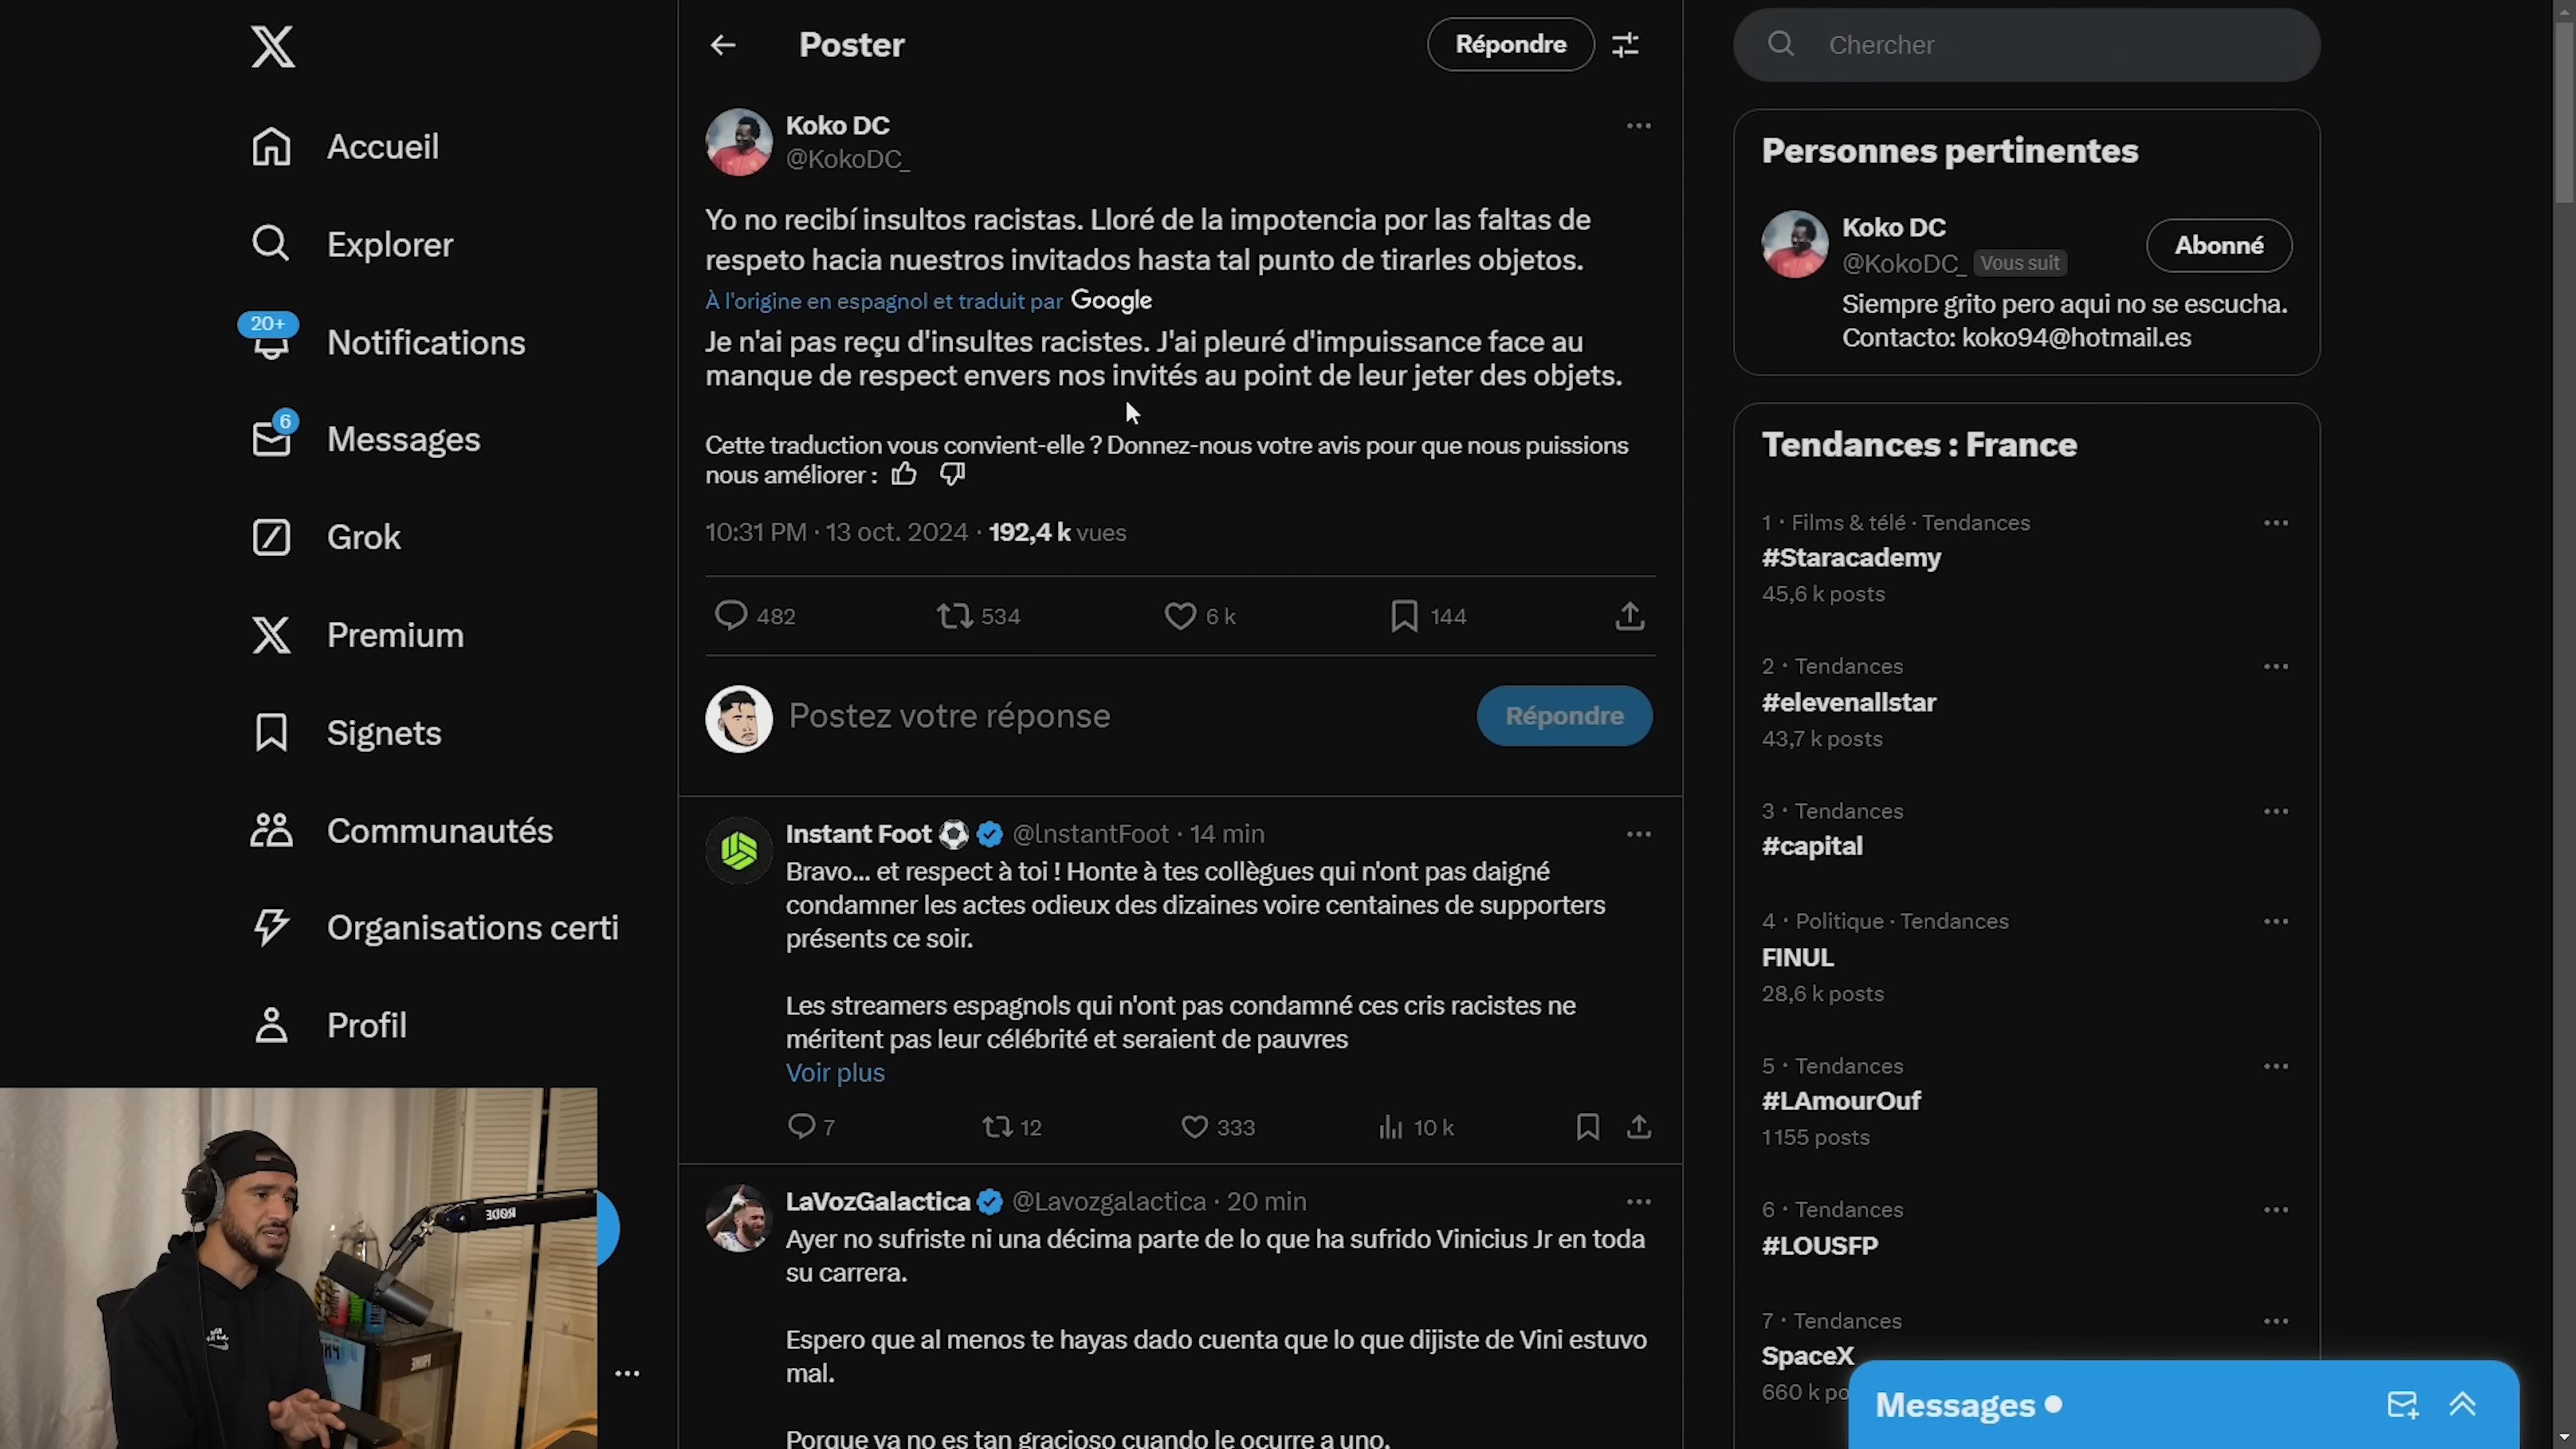 Accueil
Explorer
20+
Notifications
6
Messages
Grok
Premium
Signets
Communautés
Organisations certi
Profil
Poster
Répondre
Koko DC
@KokoDC_
Yo no recibí insultos racistas. Lloré de la impotencia por las faltas de
respeto hacia nuestros invitados hasta tal punto de tirarles objetos.
À l'origine en espagnol et traduit par Google
Je n'ai pas reçu d'insultes racistes. J'ai pleuré d'impuissance face au
manque de respect envers nos invités au point de leur jeter des objets.
Cette traduction vous convient-elle ? Donnez-nous votre avis pour que nous puissions
nous améliorer :
10:31 PM · 13 oct. 2024 · 192,4 k vues
482 534 6 k 144
Postez votre réponse
Répondre
Instant Foot @lnstantFoot · 14 min
Bravo... et respect à toi ! Honte à tes collègues qui n'ont pas daigné
condamner les actes odieux des dizaines voire centaines de supporters
présents ce soir.
Les streamers espagnols qui n'ont pas condamné ces cris racistes ne
méritent pas leur célébrité et seraient de pauvres
Voir plus
7 12 333 10 k
LaVozGalactica @Lavozgalactica · 20 min
Ayer no sufriste ni una décima parte de lo que ha sufrido Vinicius Jr en toda
su carrera.
Espero que al menos te hayas dado cuenta que lo que dijiste de Vini estuvo
mal.
Porque ya no es tan gracioso cuando le ocurre a uno.
Chercher
Personnes pertinentes
Koko DC
@KokoDC_ Vous suit
Abonné
Siempre grito pero aqui no se escucha.
Contacto: koko94@hotmail.es
Tendances : France
1 · Films & télé · Tendances
#Staracademy
45,6 k posts
2 · Tendances
#elevenallstar
43,7 k posts
3 · Tendances
#capital
4 · Politique · Tendances
FINUL
28,6 k posts
5 · Tendances
#LAmourOuf
1155 posts
6 · Tendances
#LOUSFP
7 · Tendances
SpaceX
660 k po
Messages
RØDE
PRIME